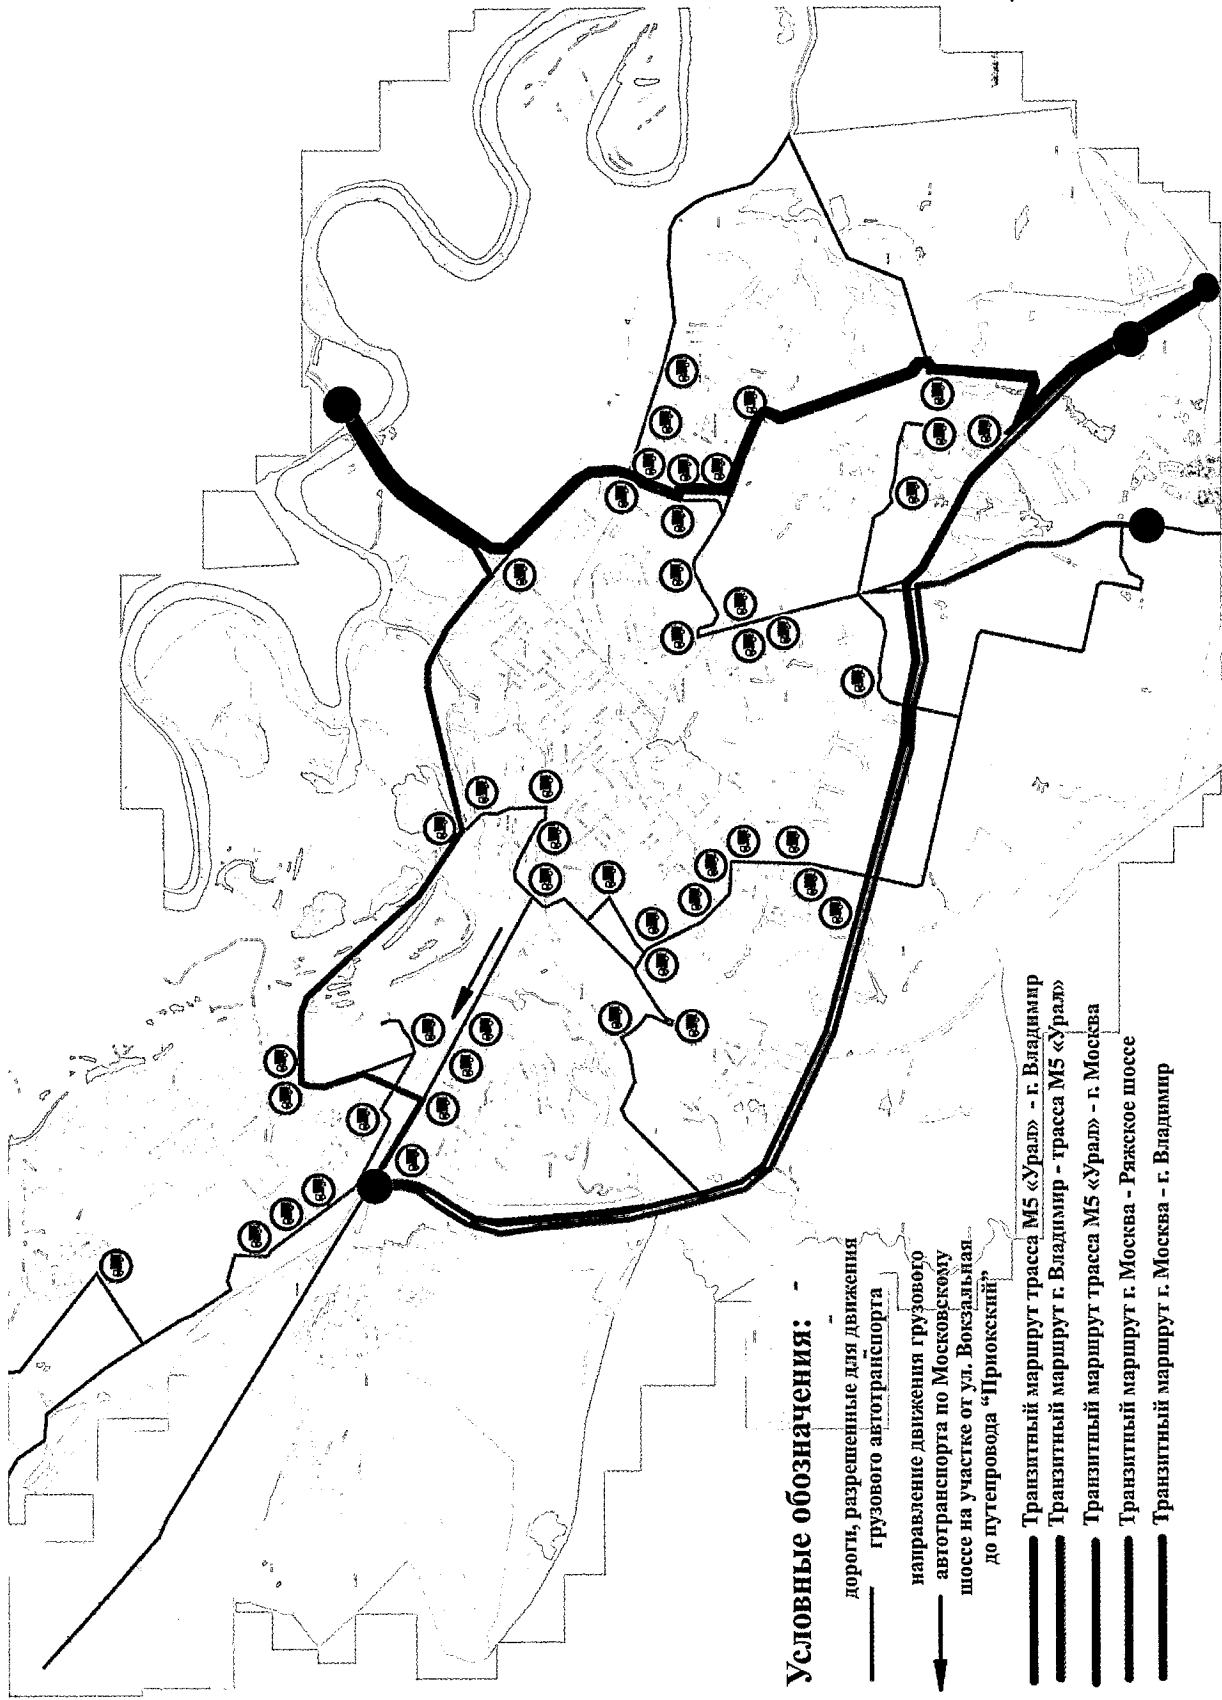 Условные обозначения:
дороги, разрешенные для движения
грузового автотранспорта
направление движения грузового
автотранспорта по Московскому
шоссе на участке от ул. Вокзальная
до путепровода “Приокский”
Транзитный маршрут трасса М5 «Урал» - г. Владимир
Транзитный маршрут г. Владимир - трасса М5 «Урал»
Транзитный маршрут трасса М5 «Урал» - г. Москва
Транзитный маршрут г. Москва - Ряжское шоссе
Транзитный маршрут г. Москва - г. Владимир